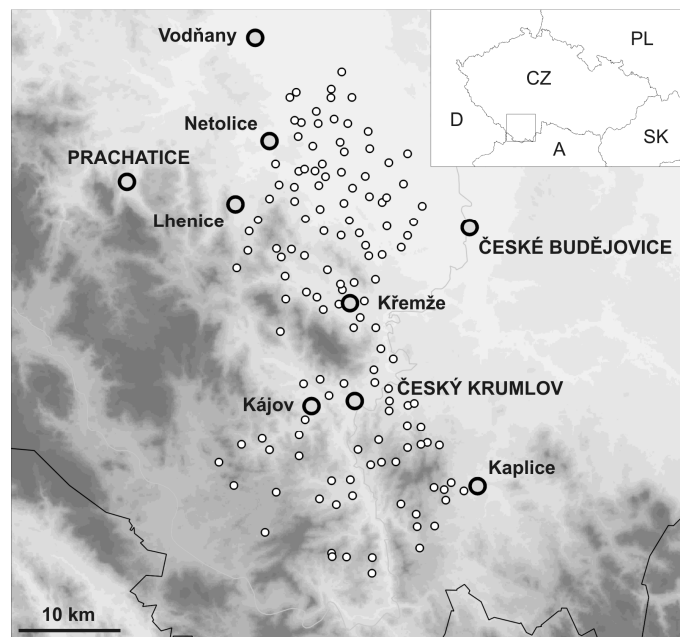 Vodňany
PL
CZ
Netolice
D
SK
A
PRACHATICE
Lhenice
ČESKÉ BUDĚJOVICE
Křemže
ČESKÝ KRUMLOV
Kájov
Kaplice
10 km